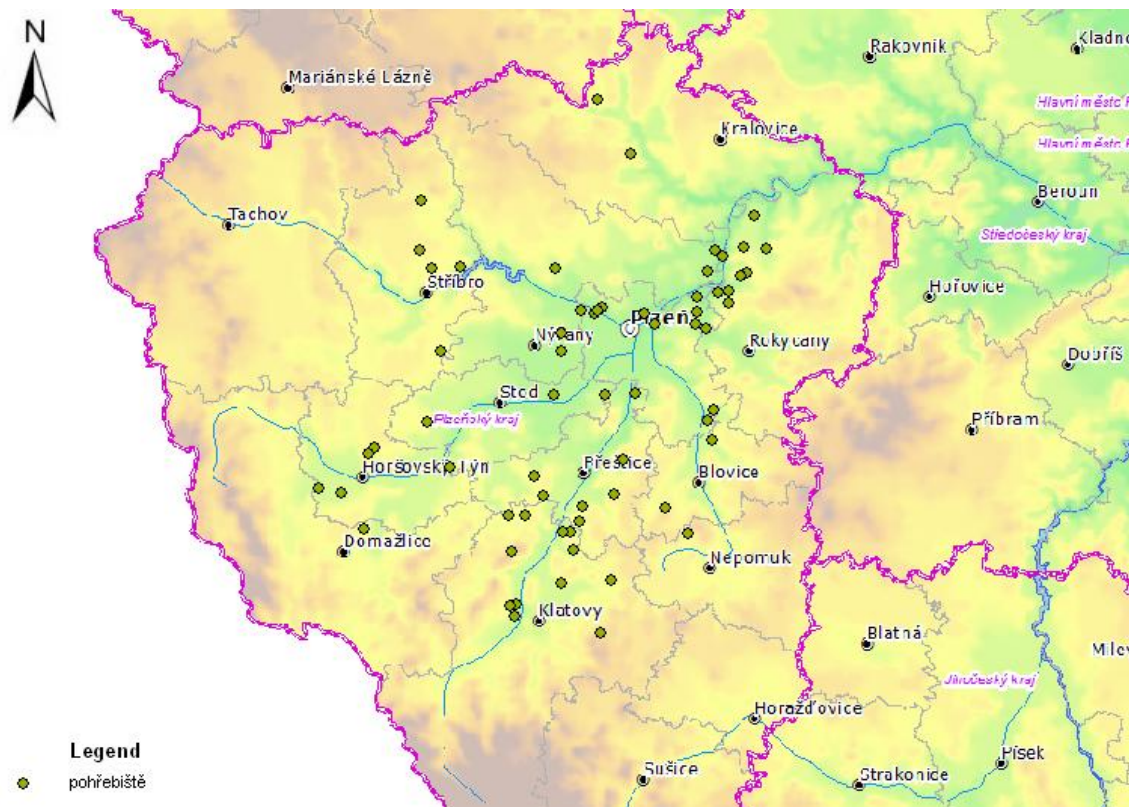 N
Mariánské Lázně
Rakovník
Kladno
Hlavní město
Kralovice
Hlavní město
Tachov
Beroun
Středočeský kraj
Stříbro
Hořovice
Plzeň
Nýřany
Rokycany
Dobříš
Stod
Plzeňský kraj
Příbram
Horšovský Týn
Přeštice
Blovice
Domažlice
Nepomuk
Klatovy
Blatná
Milev
Jihočeský kraj
Horažďovice
Legend
pohřebiště
Sušice
Strakonice
Písek